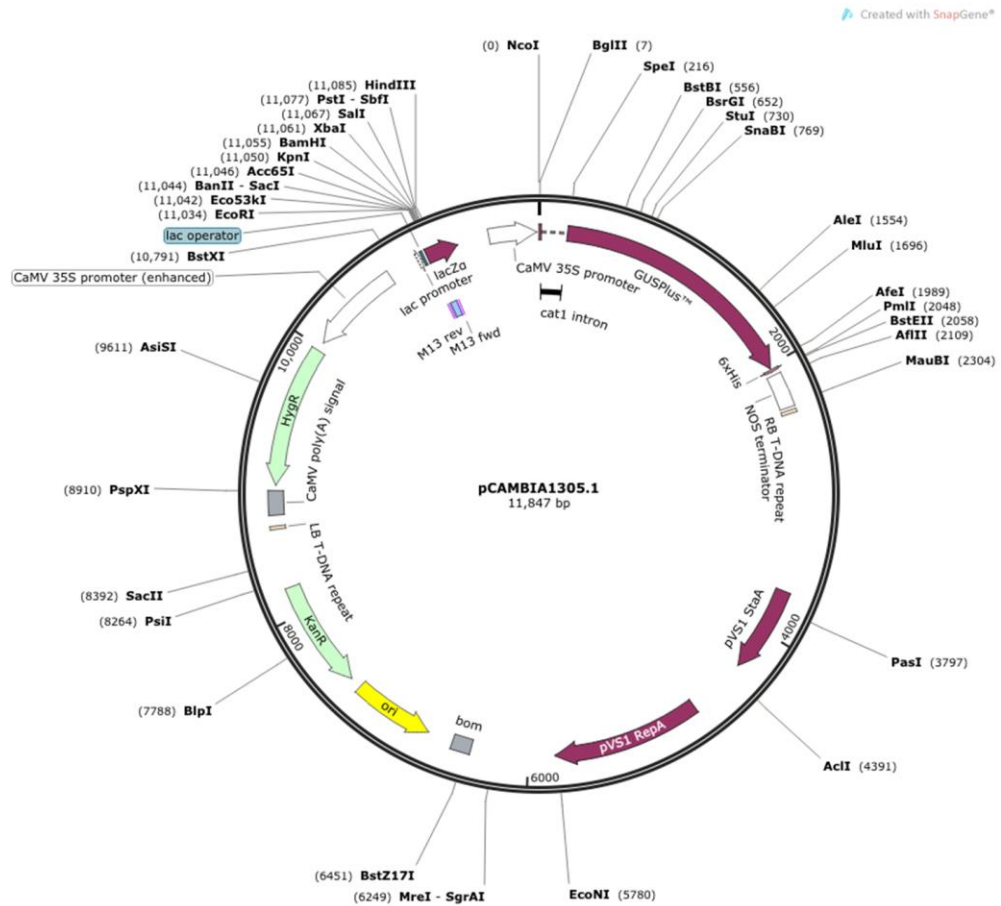 Created with SnapGene®
(0) NcoI
BglII (7)
SpeI (216)
BstBI (556)
BsrGI (652)
StuI (730)
SnaBI (769)
AleI (1554)
MluI (1696)
AfeI (1989)
PmlI (2048)
BstEII (2058)
AflII (2109)
MauBI (2304)
PasI (3797)
AclI (4391)
EcoNI (5780)
(6249) MreI - SgrAI
(6451) BstZ17I
(7788) BlpI
(8264) PsiI
(8392) SacII
(8910) PspXI
(9611) AsiSI
CaMV 35S promoter (enhanced)
(10,791) BstXI
lac operator
(11,034) EcoRI
(11,042) Eco53kI
(11,044) BanII - SacI
(11,046) Acc65I
(11,050) KpnI
(11,055) BamHI
(11,061) XbaI
(11,067) SalI
(11,077) PstI - SbfI
(11,085) HindIII
lacZα
lac promoter
M13 rev
M13 fwd
CaMV 35S promoter
cat1 intron
GUSPlus™
2000
6xHis
NOS terminator
RB T-DNA repeat
pVS1 StaA
4000
pVS1 RepA
6000
bom
ori
KanR
8000
LB T-DNA repeat
CaMV poly(A) signal
HygR
10,000
pCAMBIA1305.1
11,847 bp